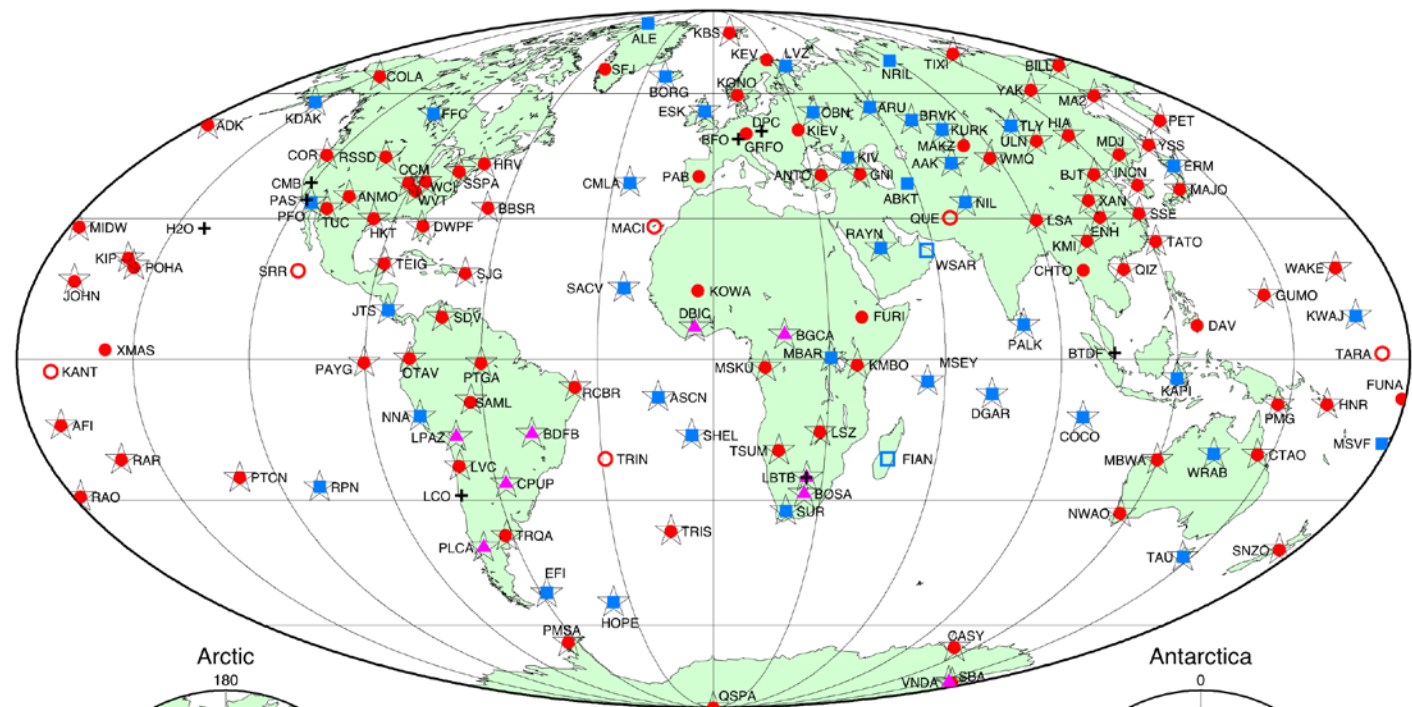 ALE
KBS
KEV
LVZ
NRIL
TIXI
BILL
COLA
SFJ
BORG
KONO
YAK
MA2
KDAK
FFC
ESK
OBN
ARU
BRVK
ADK
DPC
KIEV
KURK
TLY
HIA
PET
BFO
GRFO
MAKZ
ULN
MDJ
YSS
COR
RSSD
HRV
CCM
SSPA
KIV
AAK
WMQ
ERM
CMB
WCI
CMLA
PAB
ANTO
GNI
BJT
INCN
PAS
ANMO
WVT
ABKT
MAJO
PFO
TUC
BBSR
NIL
XAN
SSE
MIDW
H2O
HKT
DWPF
MACI
QUE
LSA
ENH
RAYN
KMI
TATO
KIP
POHA
SRR
TEIG
SJG
WSAR
CHTO
QIZ
WAKE
JOHN
SACV
KOWA
GUMO
JTS
SDV
DBIC
FURI
KWAJ
BGCA
PALK
DAV
XMAS
MBAR
BTDF
TARA
KANT
PAYG
OTAV
PTGA
MSKU
KMBO
MSEY
FUNA
RCBR
ASCN
DGAR
KAPI
SAML
PMG
HNR
NNA
AFI
LPAZ
BDFB
SHEL
LSZ
COCO
MSVF
RAR
TRIN
TSUM
FIAN
MBWA
WRAB
CTAO
LVC
PTCN
RPN
CPUP
LBTB
RAO
LCO
BOSA
SUR
NWAO
TRQA
TRIS
PLCA
TAU
SNZO
EFI
HOPE
PMSA
CASY
Arctic
Antarctica
180
VNDA
SBA
0
QSPA